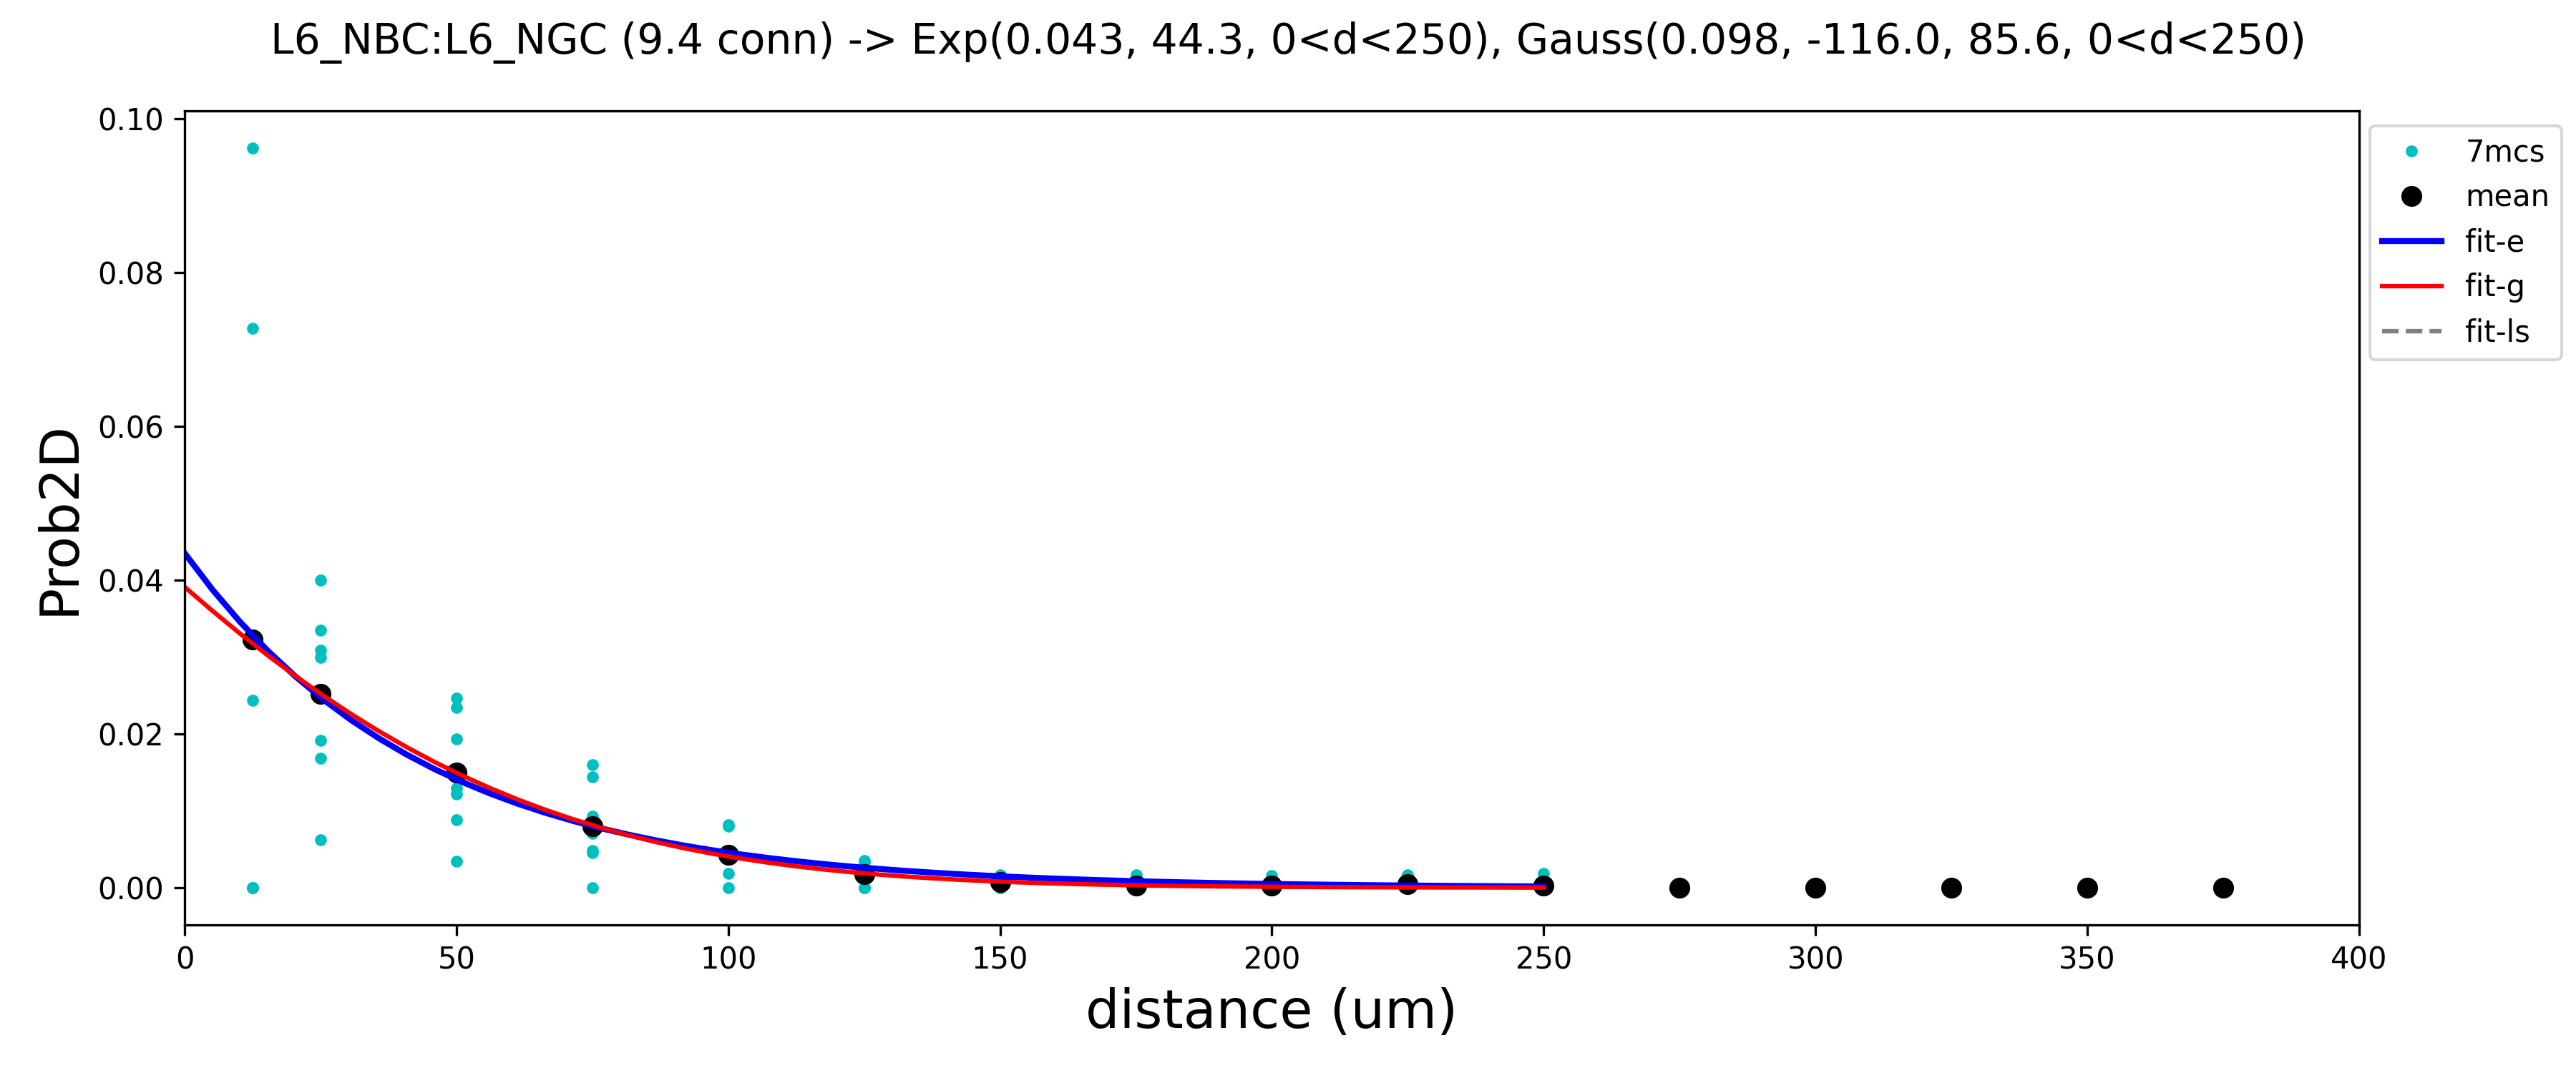 L6_NBC:L6_NGC (9.4 conn) -> Exp(0.043, 44.3, 0<d<250), Gauss(0.098, -116.0, 85.6, 0<d<250)
0.10
0.08
0.06
0.04
0.02
0.00
Prob2D
0 50 100 150 200 250 300 350 400
distance (um)
7mcs
mean
fit-e
fit-g
fit-ls